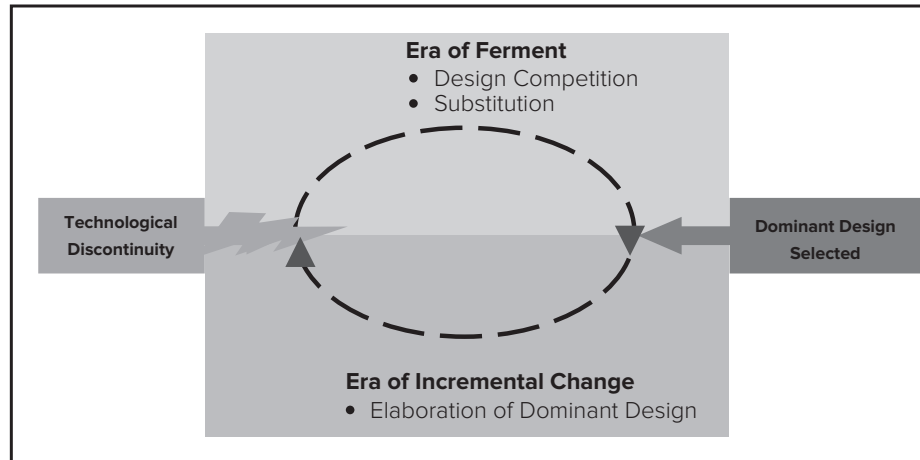 Era of Ferment
• Design Competition
• Substitution
Technological
Discontinuity
Dominant Design
Selected
Era of Incremental Change
• Elaboration of Dominant Design